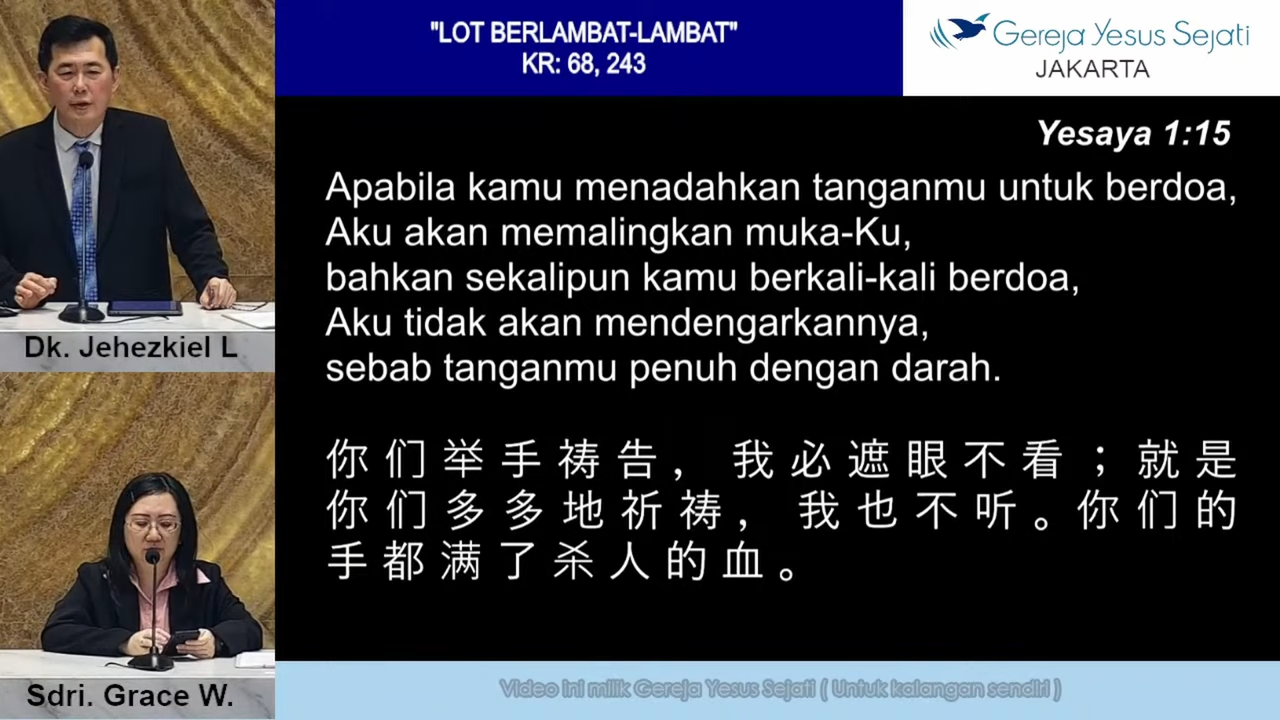 "LOT BERLAMBAT-LAMBAT"
KR: 68, 243
Gereja Yesus Sejati
JAKARTA
Yesaya 1:15
Apabila kamu menadahkan tanganmu untuk berdoa,
Aku akan memalingkan muka-Ku,
bahkan sekalipun kamu berkali-kali berdoa,
Aku tidak akan mendengarkannya,
sebab tanganmu penuh dengan darah.
你们举手祷告，我必遮眼不看；就是
你们多多地祈祷，我也不听。你们的
手都满了杀人的血。
Dk. Jehezkiel L
Sdri. Grace W.
Video ini milik Gereja Yesus Sejati ( Untuk kalangan sendiri )